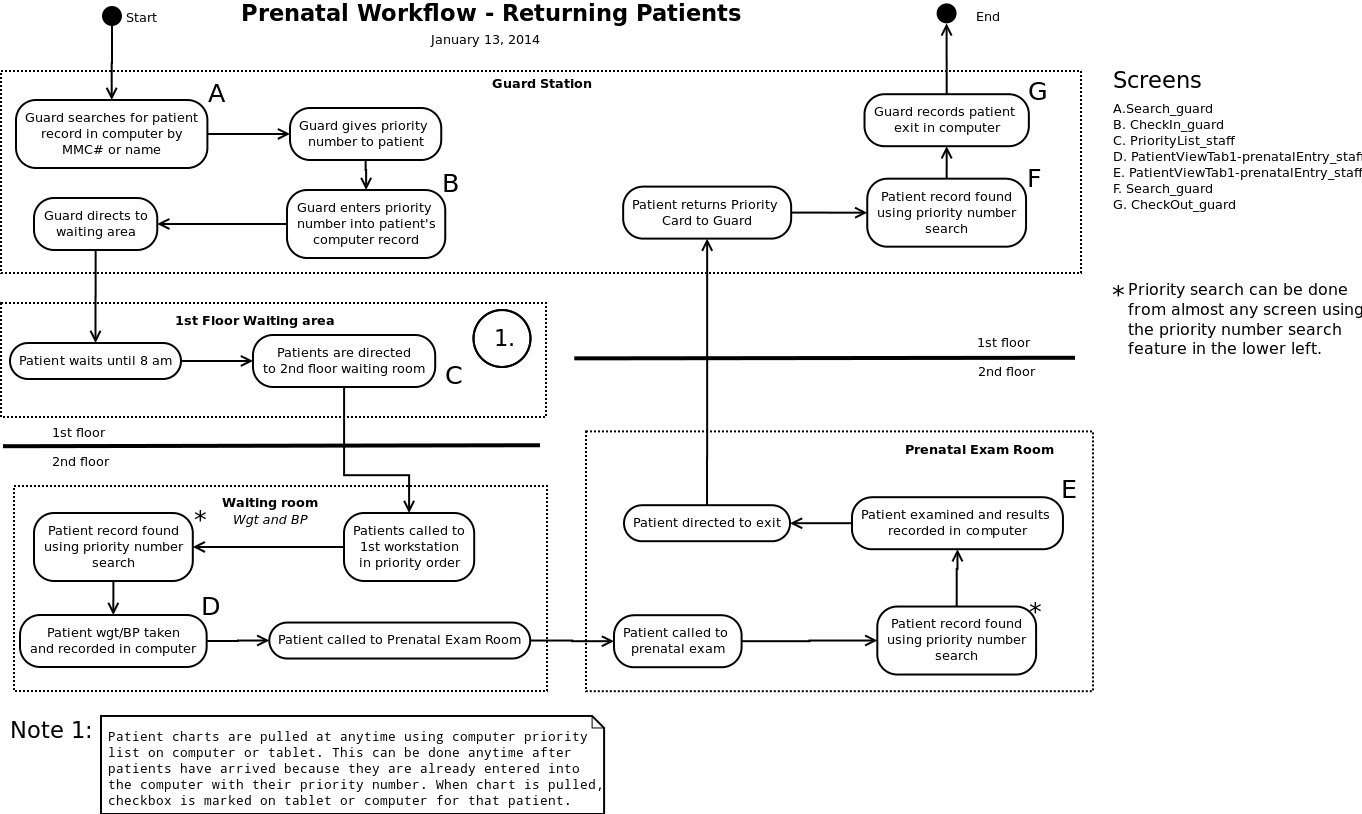 Start
Prenatal Workflow - Returning Patients
January 13, 2014
End
Guard Station
A
Guard searches for patient
record in computer by
MMC# or name
Guard gives priority
number to patient
B
Guard enters priority
number into patient's
computer record
Guard directs to
waiting area
G
Guard records patient
exit in computer
F
Patient record found
using priority number
search
Patient returns Priority
Card to Guard
Screens
A.Search_guard
B. CheckIn_guard
C. PriorityList_staff
D. PatientViewTab1-prenatalEntry_staff
E. PatientViewTab1-prenatalEntry_staff
F. Search_guard
G. CheckOut_guard
* Priority search can be done
from almost any screen using
the priority number search
feature in the lower left.
1st Floor Waiting area
1.
Patient waits until 8 am
Patients are directed
to 2nd floor waiting room
C
1st floor
2nd floor
1st floor
2nd floor
Waiting room
Wgt and BP
*
Patient record found
using priority number
search
Patients called to
1st workstation
in priority order
D
Patient wgt/BP taken
and recorded in computer
Patient called to Prenatal Exam Room
Prenatal Exam Room
E
Patient directed to exit
Patient examined and results
recorded in computer
*
Patient called to
prenatal exam
Patient record found
using priority number
search
Note 1:
Patient charts are pulled at anytime using computer priority
list on computer or tablet. This can be done anytime after
patients have arrived because they are already entered into
the computer with their priority number. When chart is pulled,
checkbox is marked on tablet or computer for that patient.